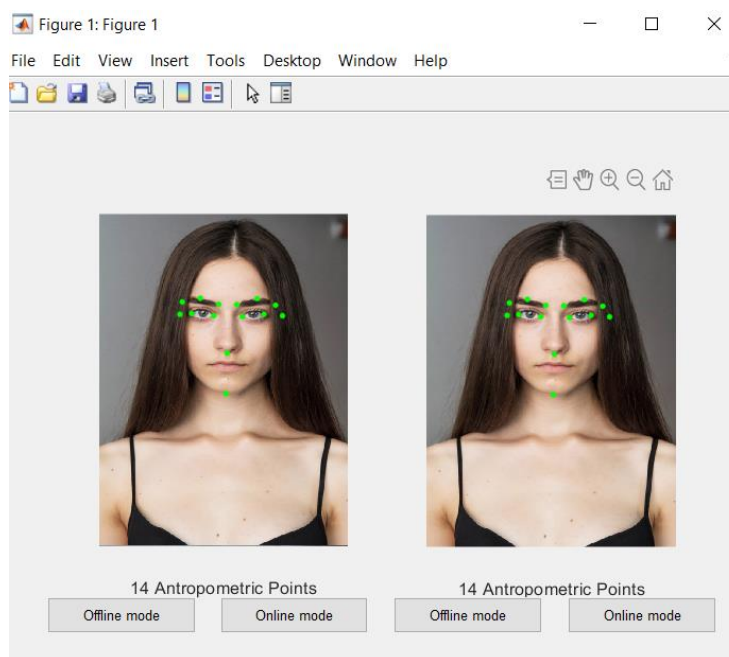 Figure 1: Figure 1
File Edit View Insert Tools Desktop Window Help
14 Antropometric Points
14 Antropometric Points
Offline mode
Online mode
Offline mode
Online mode